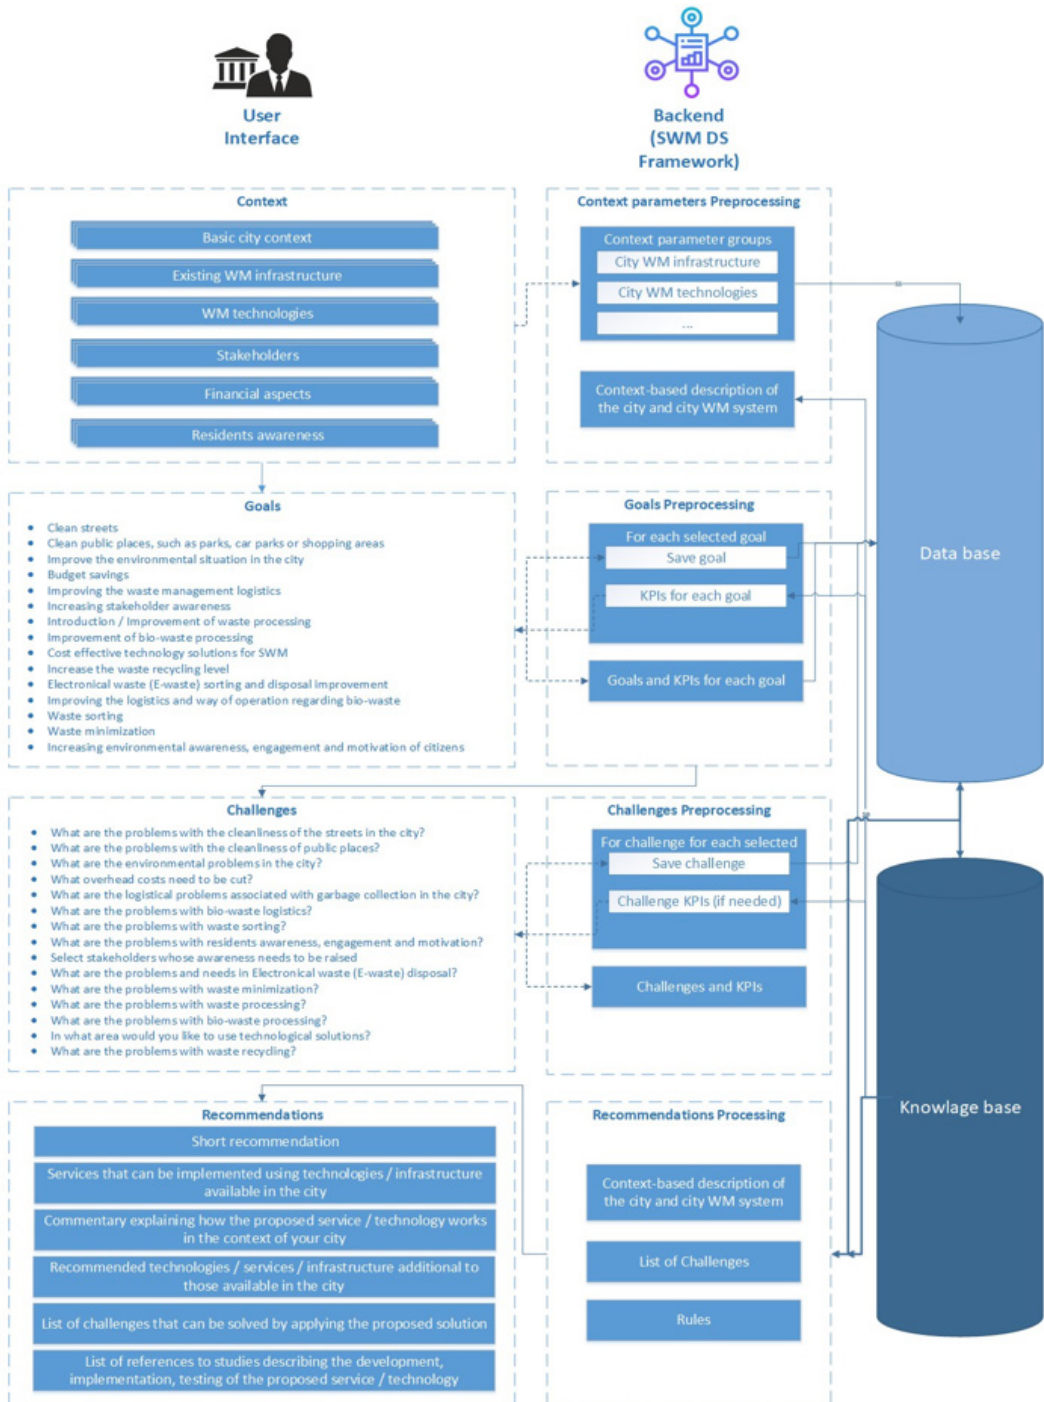 User
Interface
Backend
(SWM DS
Framework)
Context
Basic city context
Existing WM infrastructure
WM technologies
Stakeholders
Financial aspects
Residents awareness
Context parameters Preprocessing
Context parameter groups
City WM infrastructure
City WM technologies
...
Context-based description of
the city and city WM system
Goals
Clean streets
Clean public places, such as parks, car parks or shopping areas
Improve the environmental situation in the city
Budget savings
Improving the waste management logistics
Increasing stakeholder awareness
Introduction / Improvement of waste processing
Improvement of bio-waste processing
Cost effective technology solutions for SWM
Increase the waste recycling level
Electronical waste (E-waste) sorting and disposal improvement
Improving the logistics and way of operation regarding bio-waste
Waste sorting
Waste minimization
Increasing environmental awareness, engagement and motivation of citizens
Goals Preprocessing
For each selected goal
Save goal
KPIs for each goal
Goals and KPIs for each goal
Data base
Challenges
What are the problems with the cleanliness of the streets in the city?
What are the problems with the cleanliness of public places?
What are the environmental problems in the city?
What overhead costs need to be cut?
What are the logistical problems associated with garbage collection in the city?
What are the problems with bio-waste logistics?
What are the problems with waste sorting?
What are the problems with residents awareness, engagement and motivation?
Select stakeholders whose awareness needs to be raised
What are the problems and needs in Electronical waste (E-waste) disposal?
What are the problems with waste minimization?
What are the problems with waste processing?
What are the problems with bio-waste processing?
In what area would you like to use technological solutions?
What are the problems with waste recycling?
Challenges Preprocessing
For challenge for each selected
Save challenge
Challenge KPIs (if needed)
Challenges and KPIs
Knowlage base
Recommendations
Short recommendation
Services that can be implemented using technologies / infrastructure
available in the city
Commentary explaining how the proposed service / technology works
in the context of your city
Recommended technologies / services / infrastructure additional to
those available in the city
List of challenges that can be solved by applying the proposed solution
List of references to studies describing the development,
implementation, testing of the proposed service / technology
Recommendations Processing
Context-based description of
the city and city WM system
List of Challenges
Rules